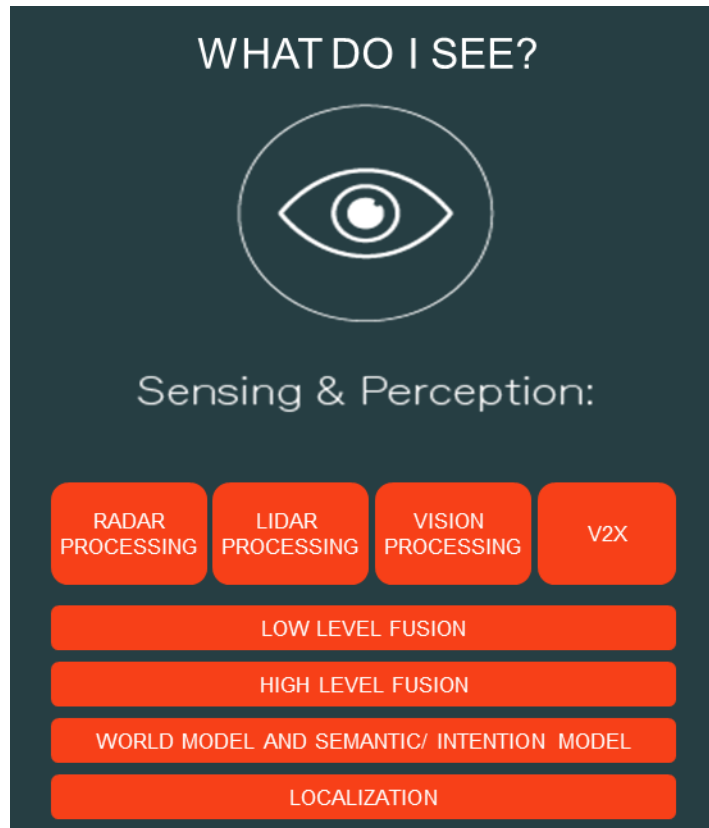 WHAT DO I SEE?
Sensing & Perception:
RADAR
PROCESSING
LIDAR
PROCESSING
VISION
PROCESSING
V2X
LOW LEVEL FUSION
HIGH LEVEL FUSION
WORLD MODEL AND SEMANTIC/ INTENTION MODEL
LOCALIZATION